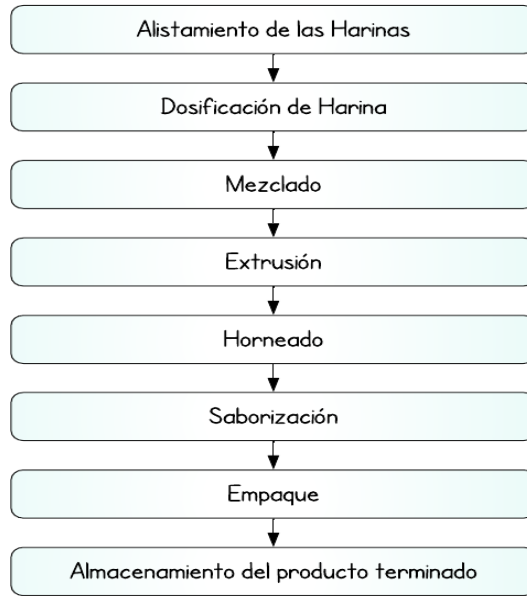 Alistamiento de las Harinas
Dosificación de Harina
Mezclado
Extrusión
Horneado
Saborización
Empaque
Almacenamiento del producto terminado